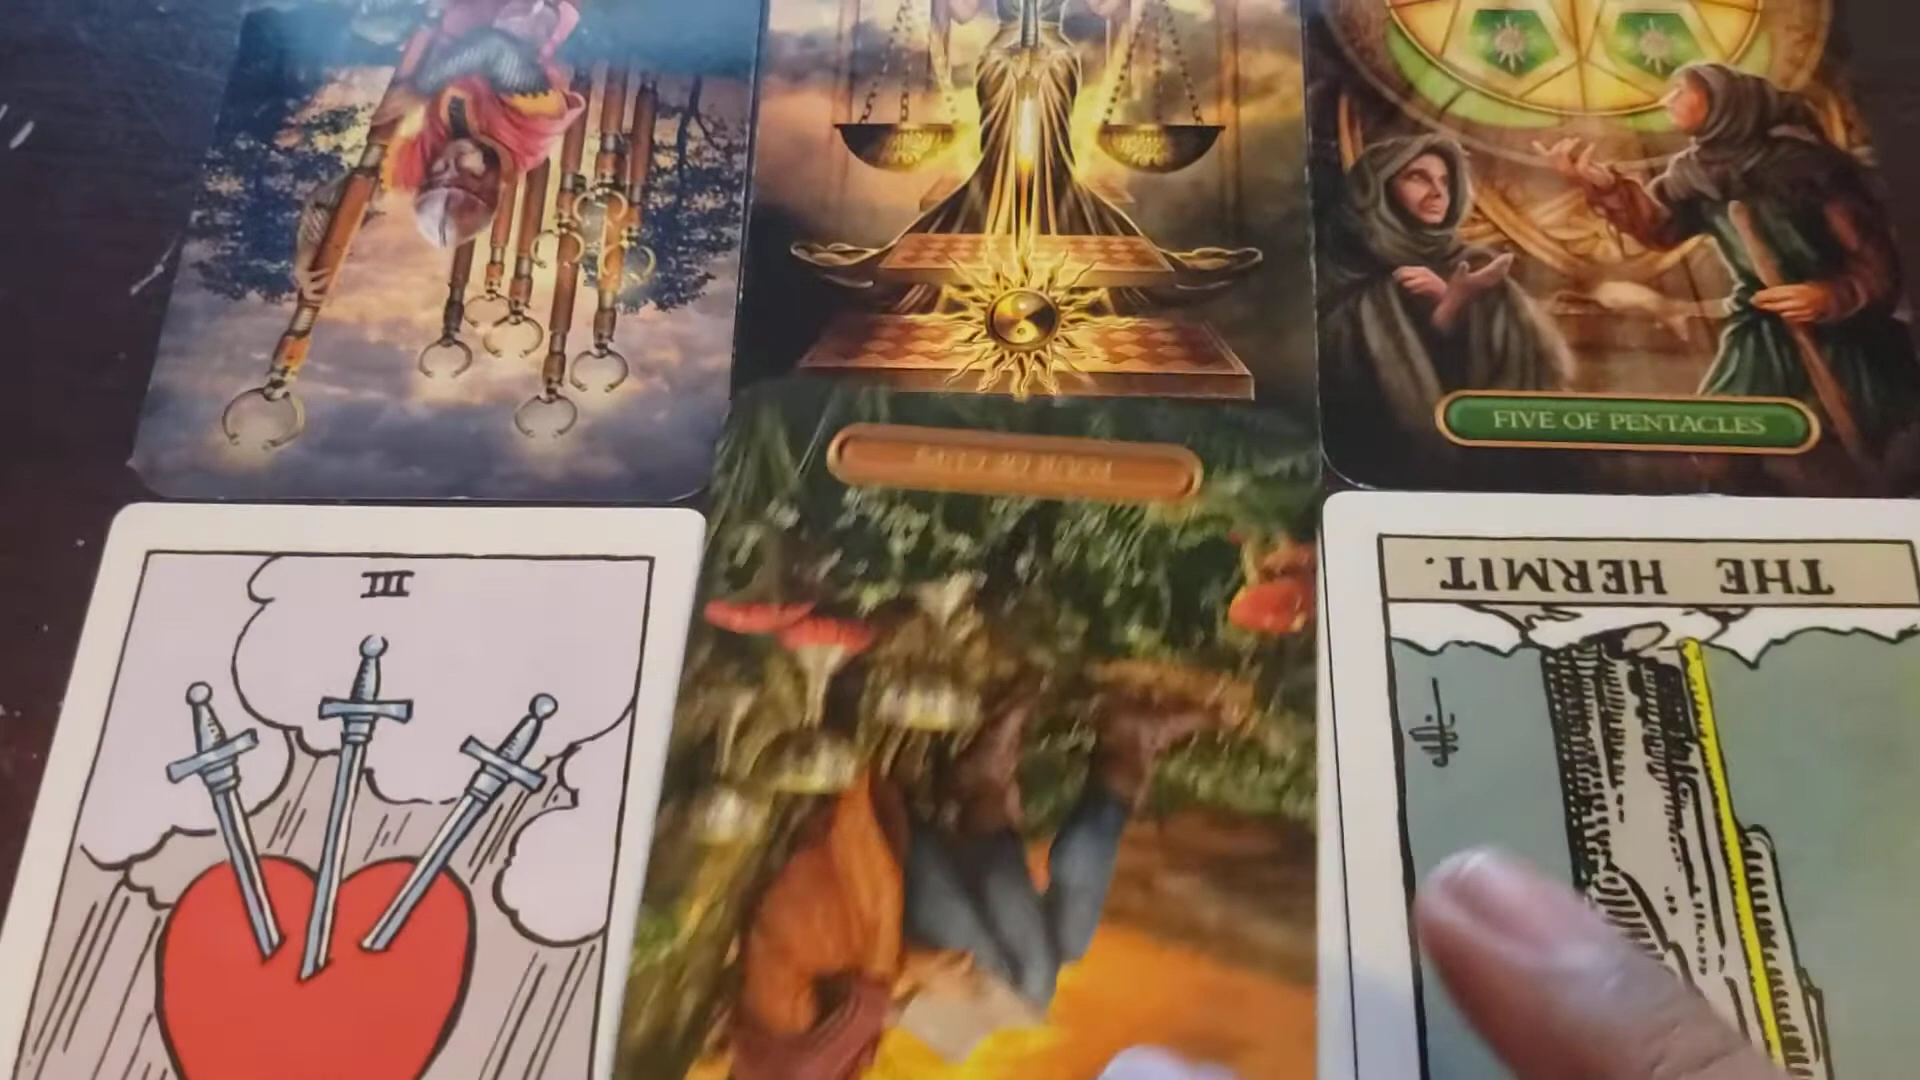 FIVE OF PENTACLES
III
THE HERMIT.